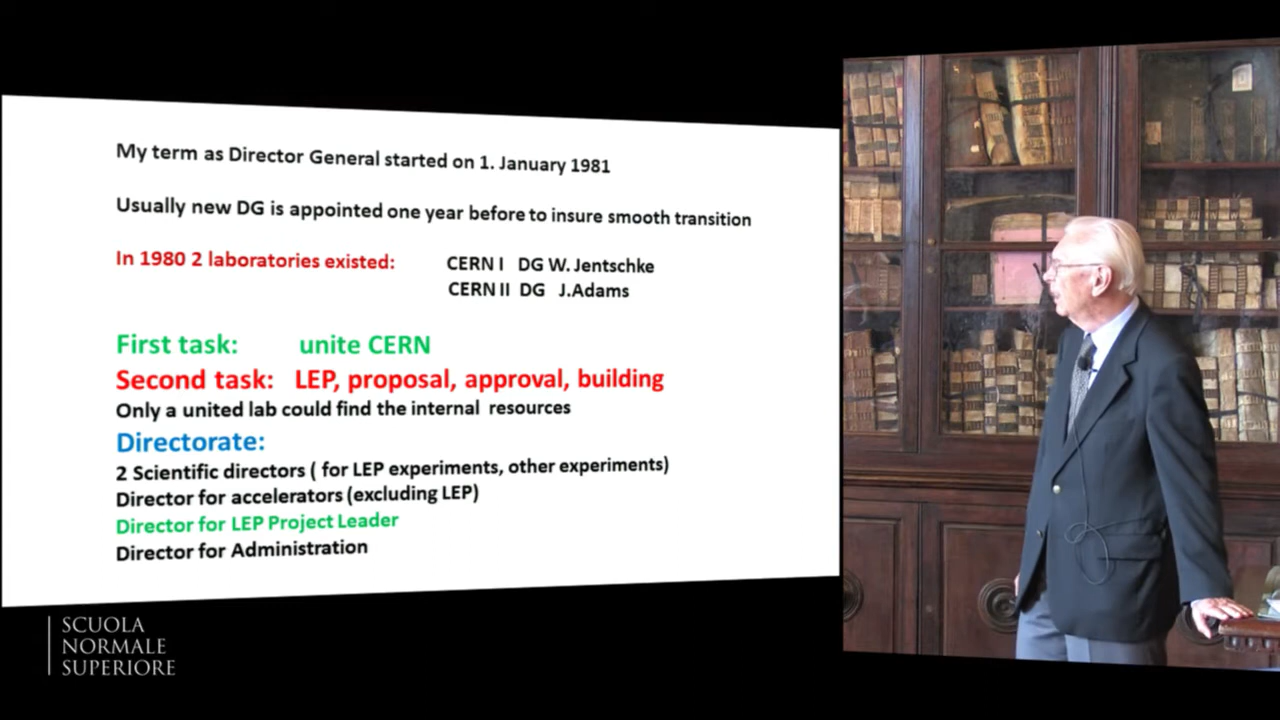 My term as Director General started on 1. January 1981
Usually new DG is appointed one year before to insure smooth transition
In 1980 2 laboratories existed: CERN I DG W. Jentschke
CERN II DG J.Adams
First task: unite CERN
Second task: LEP, proposal, approval, building
Only a united lab could find the internal resources
Directorate:
2 Scientific directors ( for LEP experiments, other experiments)
Director for accelerators (excluding LEP)
Director for LEP Project Leader
Director for Administration
SCUOLA
NORMALE
SUPERIORE